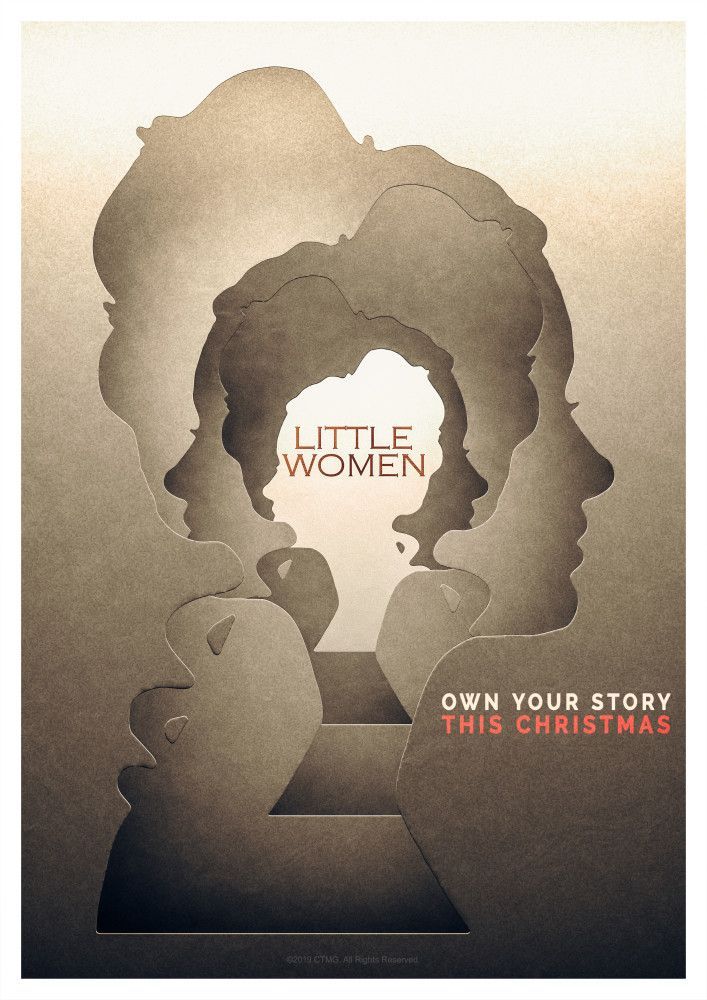 LITTLE
WOMEN
OWN YOUR STORY
THIS CHRISTMAS
©2019 CTMG. All Rights Reserved